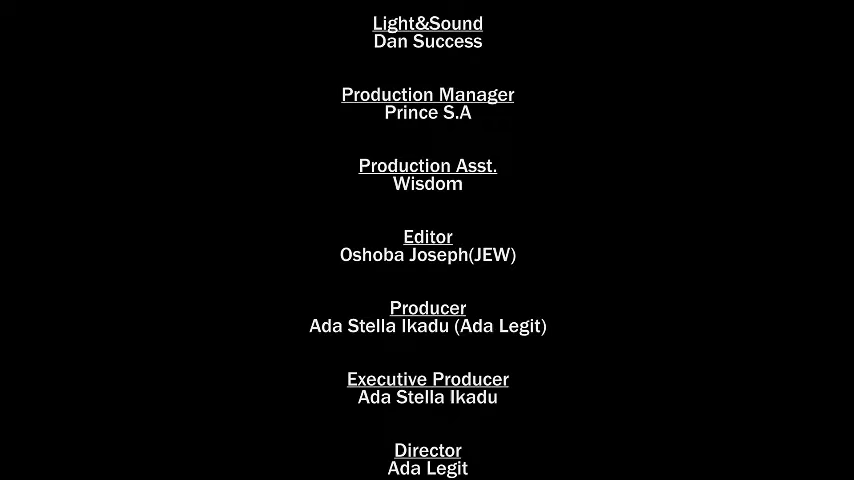 Light&Sound
Dan Success
Production Manager
Prince S.A
Production Asst.
Wisdom
Editor
Oshoba Joseph(JEW)
Producer
Ada Stella Ikadu (Ada Legit)
Executive Producer
Ada Stella Ikadu
Director
Ada Legit